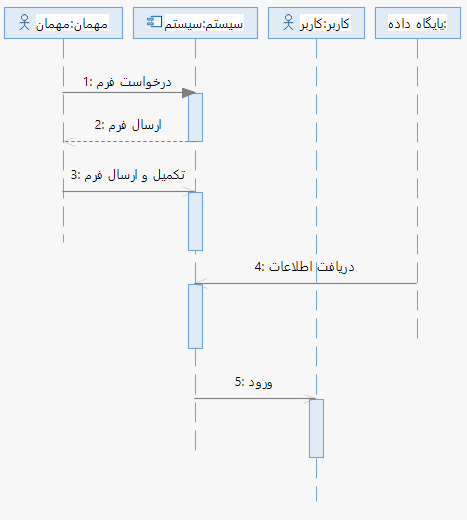 مهمان:مهمان
سیستم:سیستم
کاربر:کاربر
پایگاه داده:
1: درخواست فرم
2: ارسال فرم
3: تکمیل و ارسال فرم
4: دریافت اطلاعات
5: ورود